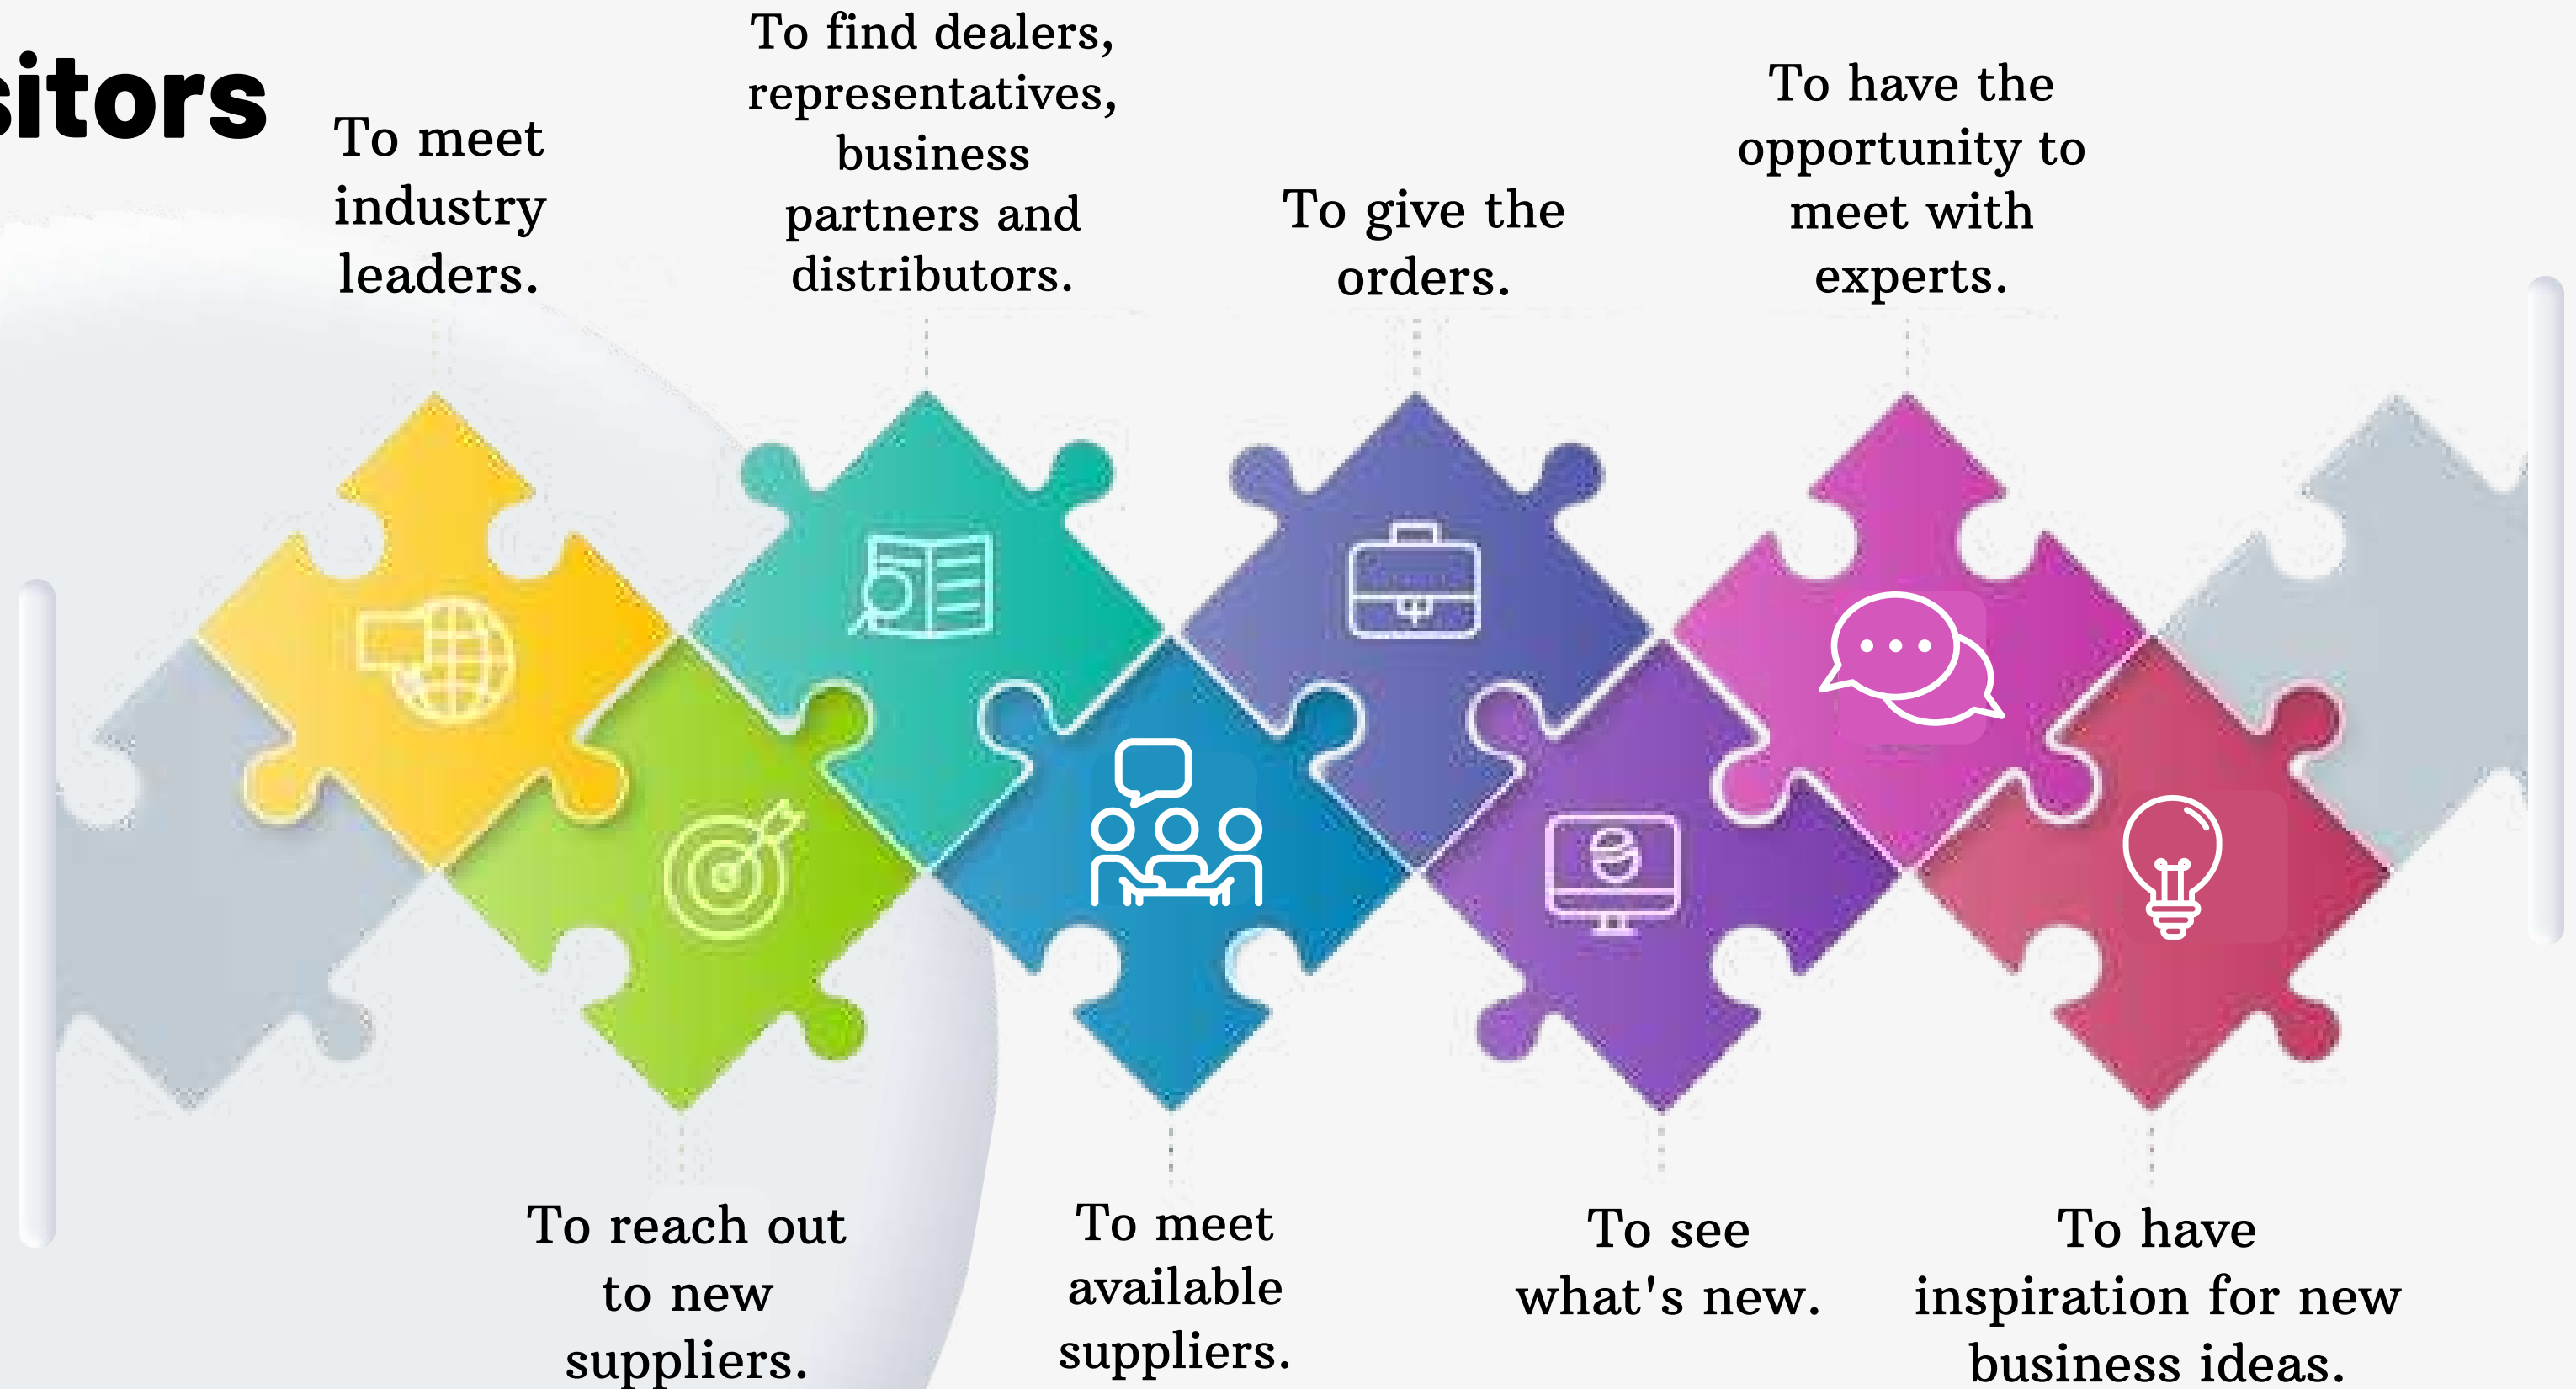 sitors
To meet
industry
leaders.
To find dealers,
representatives,
business
partners and
distributors.
To give the
orders.
To have the
opportunity to
meet with
experts.
To reach out
to new
suppliers.
To meet
available
suppliers.
To see
what's new.
To have
inspiration for new
business ideas.